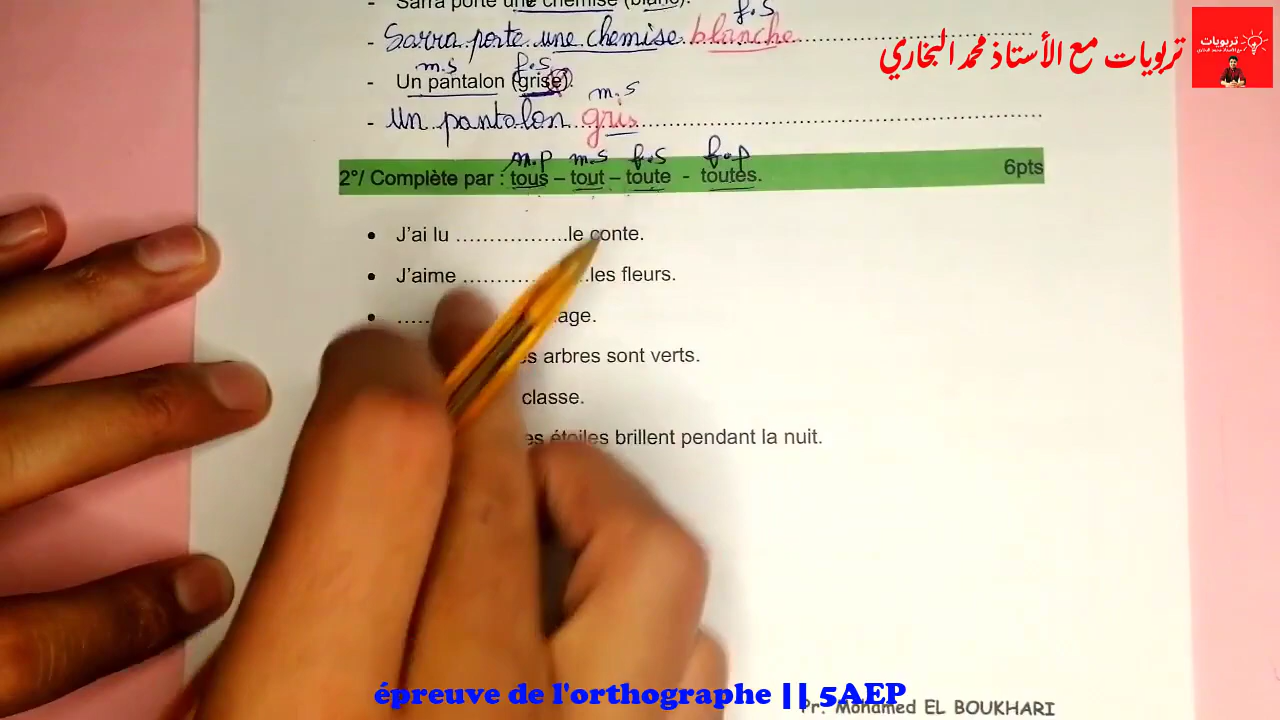 - Sarra porte une chemise (blanc).
f.s
- Sarra porte une chemise blanche
m.s f.s
- Un pantalon (grise).
m.s
- Un pantalon gris
m.p m.s f.s f.p
2°/ Complète par : tous – tout – toute - toutes. 6pts
• J'ai lu ……………..le conte.
• J'aime ………….les fleurs.
• …..age.
es arbres sont verts.
classe.
es étoiles brillent pendant la nuit.
تربويات مع الأستاذ محمد البخاري
تربويات
épreuve de l'orthographe || 5AEP
Pr. Mohamed EL BOUKHARI